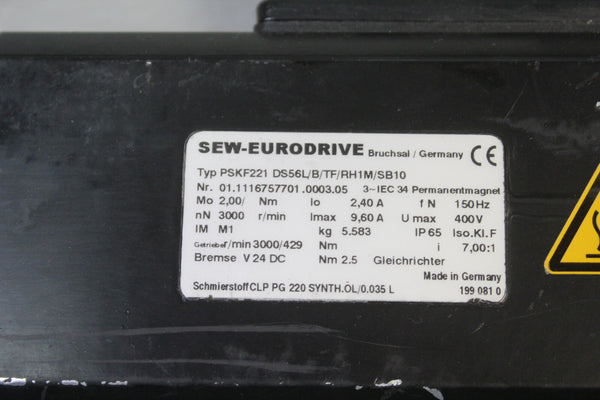 SEW-EURODRIVE Bruchsal / Germany CE
Typ PSKF221 DS56L/B/TF/RH1M/SB10
Nr. 01.1116757701.0003.05 3~IEC 34 Permanentmagnet
Mo 2,00/ Nm Io 2,40 A f N 150 Hz
nN 3000 r/min Imax 9,60 A U max 400V
IM M1 kg 5.583 IP 65 Iso.Kl.F
Getriebe r/min 3000/429 Nm i 7,00:1
Bremse V 24 DC Nm 2.5 Gleichrichter
Made in Germany
Schmierstoff CLP PG 220 SYNTH.ÖL/0.035 L 199 081 0